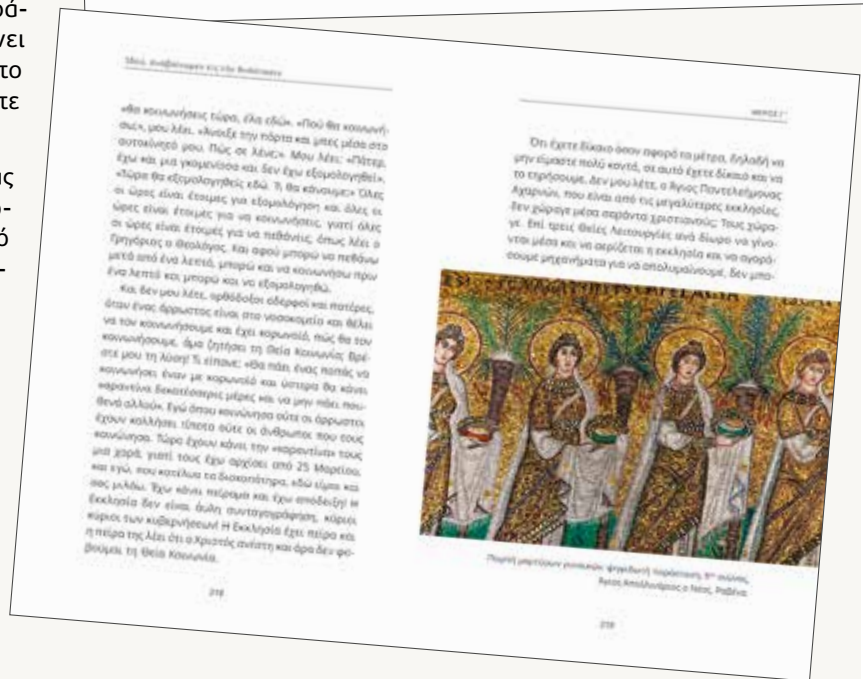 ρά-
νει
το
τε
ις
ο-
ό
-
Ἰδού, ἀναβαίνομεν εἰς τὴν
«θα κοινωνήσεις τώρα, έλα εδώ». «Πού θα κοινωνή-
σω;», μου λέει. «Άνοιξε την πόρτα και μπες μέσα στο
αυτοκίνητό μου. Πώς σε λένε;» Μου λέει: «Πάτερ,
έχω και μια γκομενίτσα και δεν έχω εξομολογηθεί».
«Τώρα θα εξομολογηθείς εδώ. Τι θα κάνουμε;» Όλες
οι ώρες είναι έτοιμες για εξομολόγηση και όλες οι
ώρες είναι έτοιμες για να κοινωνήσεις, γιατί όλες
οι ώρες είναι έτοιμες για να πεθάνεις, όπως λέει ο
Γρηγόριος ο Θεολόγος. Και αφού μπορώ να πεθάνω
μετά από ένα λεπτό, μπορώ και να κοινωνήσω πριν
ένα λεπτό και μπορώ και να εξομολογηθώ.
Και δεν μου λέτε, ορθόδοξοι αδερφοί και πατέρες,
όταν ένας άρρωστος είναι στο νοσοκομείο και θέλει
να τον κοινωνήσουμε και έχει κορωνοϊό, πώς θα τον
κοινωνήσουμε, άμα ζητήσει τη Θεία Κοινωνία; Βρέ-
στε μου τη λύση! Τι είπανε; «Θα πάει ένας παπάς να
κοινωνήσει έναν με κορωνοϊό και ύστερα θα κάνει
καραντίνα δεκατέσσερις μέρες και να μην πάει που-
θενά αλλού». Εγώ όπου κοινώνησα ούτε οι άρρωστοι
έχουν κολλήσει τίποτα ούτε οι άνθρωποι που τους
κοινώνησα. Τώρα έχουν κάνει την «καραντίνα» τους
μια χαρά, γιατί τους έχω αρχίσει από 25 Μαρτίου,
και εγώ, που κατέλυα τα δισκοπότηρα, εδώ είμαι και
σας μιλάω. Έχω κάνει πείραμα και έχω απόδειξη! Η
Εκκλησία δεν είναι άυλη συνταγογράφηση, κύριοι
κύριοι των κυβερνήσεων! Η Εκκλησία έχει πείρα και
η πείρα της λέει ότι ο Χριστός ανέστη και άρα δεν φο-
βούμαι τη Θεία Κοινωνία.
218
ΜΕΡΟΣ Γ΄
Ότι έχετε δίκαιο όσον αφορά τα μέτρα, δηλαδή να
μην είμαστε πολύ κοντά, σε αυτό έχετε δίκαιο και να
το τηρήσουμε. Δεν μου λέτε, ο Άγιος Παντελεήμονας
Αχαρνών, που είναι από τις μεγαλύτερες εκκλησίες,
δεν χώραγε μέσα σαράντα χριστιανούς; Τους χώρα-
γε. Επί τρεις Θείες Λειτουργίες ανά δίωρο να γίνο-
νται μέσα και να αερίζεται η εκκλησία και να αγορά-
σουμε μηχανήματα για να απολυμαίνουμε, δεν μπο-
Πομπή μαρτύρων γυναικών, ψηφιδωτή παράσταση, αιώνας,
Άγιος Απολλινάριος ο Νέος, Ραβέννα.
219